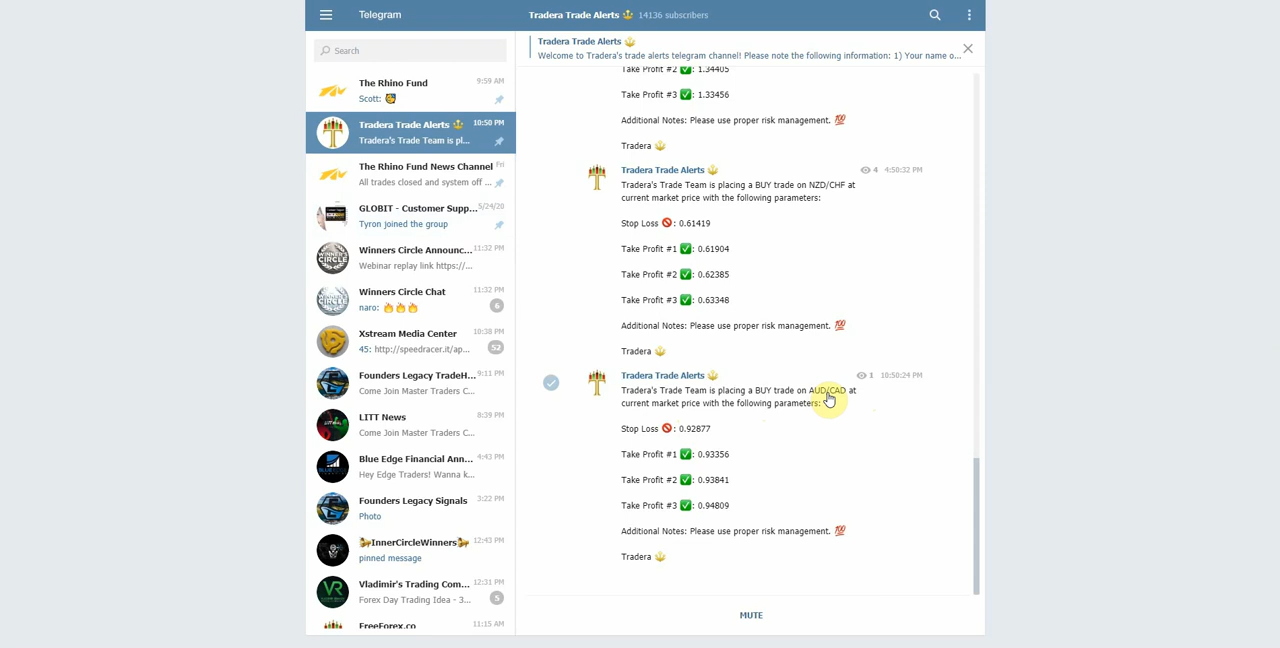 Telegram
Tradera Trade Alerts 🔱 14136 subscribers
Search
The Rhino Fund 9:59 AM
Scott:
Tradera Trade Alerts 🔱 10:50 PM
Tradera's Trade Team is pl...
The Rhino Fund News Channel Fri
All trades closed and system off ...
GLOBIT - Customer Supp... 5/24/20
Tyron joined the group
Winners Circle Announc... 11:32 PM
Webinar replay link https://...
Winners Circle Chat 11:32 PM
naro: 🔥🔥🔥 6
Xstream Media Center 10:38 PM
45: http://speedracer.it/ap... 52
Founders Legacy TradeH... 9:11 PM
Come Join Master Traders C...
LITT News 8:39 PM
Come Join Master Traders C...
Blue Edge Financial Ann... 4:43 PM
Hey Edge Traders! Wanna k...
Founders Legacy Signals 3:22 PM
Photo
InnerCircleWinners 12:43 PM
pinned message
Vladimir's Trading Com... 12:31 PM
Forex Day Trading Idea - 3... 5
FreeForex.co 11:15 AM
Tradera Trade Alerts 🔱
Welcome to Tradera's trade alerts telegram channel! Please note the following information: 1) Your name o...
Take Profit #2 ✅: 1.34405
Take Profit #3 ✅: 1.33456
Additional Notes: Please use proper risk management. 💯
Tradera 🔱
Tradera Trade Alerts 🔱 4 4:50:32 PM
Tradera's Trade Team is placing a BUY trade on NZD/CHF at
current market price with the following parameters:
Stop Loss 🚫: 0.61419
Take Profit #1 ✅: 0.61904
Take Profit #2 ✅: 0.62385
Take Profit #3 ✅: 0.63348
Additional Notes: Please use proper risk management. 💯
Tradera 🔱
Tradera Trade Alerts 🔱 1 10:50:24 PM
Tradera's Trade Team is placing a BUY trade on AUD/CAD at
current market price with the following parameters:
Stop Loss 🚫: 0.92877
Take Profit #1 ✅: 0.93356
Take Profit #2 ✅: 0.93841
Take Profit #3 ✅: 0.94809
Additional Notes: Please use proper risk management. 💯
Tradera 🔱
MUTE